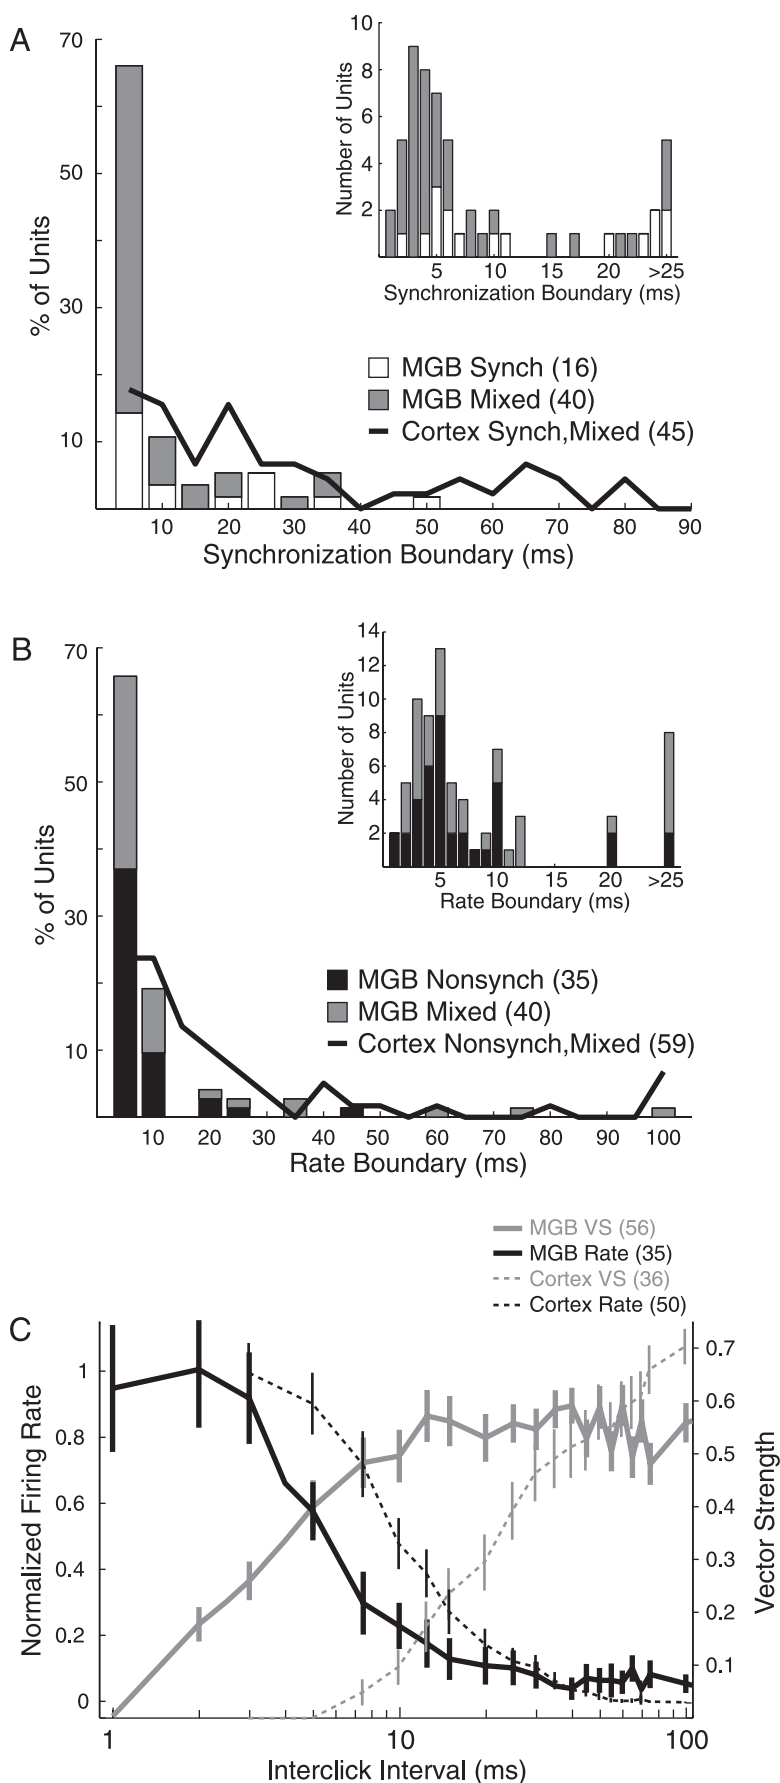 A
70
50
30
10
% of Units
10 20 30 40 50 60 70 80 90
Synchronization Boundary (ms)
10
8
6
4
2
Number of Units
5 10 15 20 >25
Synchronization Boundary (ms)
MGB Synch (16)
MGB Mixed (40)
Cortex Synch,Mixed (45)
B
70
50
30
10
% of Units
10 20 30 40 50 60 70 80 90 100
Rate Boundary (ms)
14
12
10
8
6
4
2
Number of Units
5 10 15 20 >25
Rate Boundary (ms)
MGB Nonsynch (35)
MGB Mixed (40)
Cortex Nonsynch,Mixed (59)
C
MGB VS (56)
MGB Rate (35)
Cortex VS (36)
Cortex Rate (50)
1
0.8
0.6
0.4
0.2
0
Normalized Firing Rate
0.7
0.6
0.5
0.4
0.3
0.2
0.1
Vector Strength
1 10 100
Interclick Interval (ms)